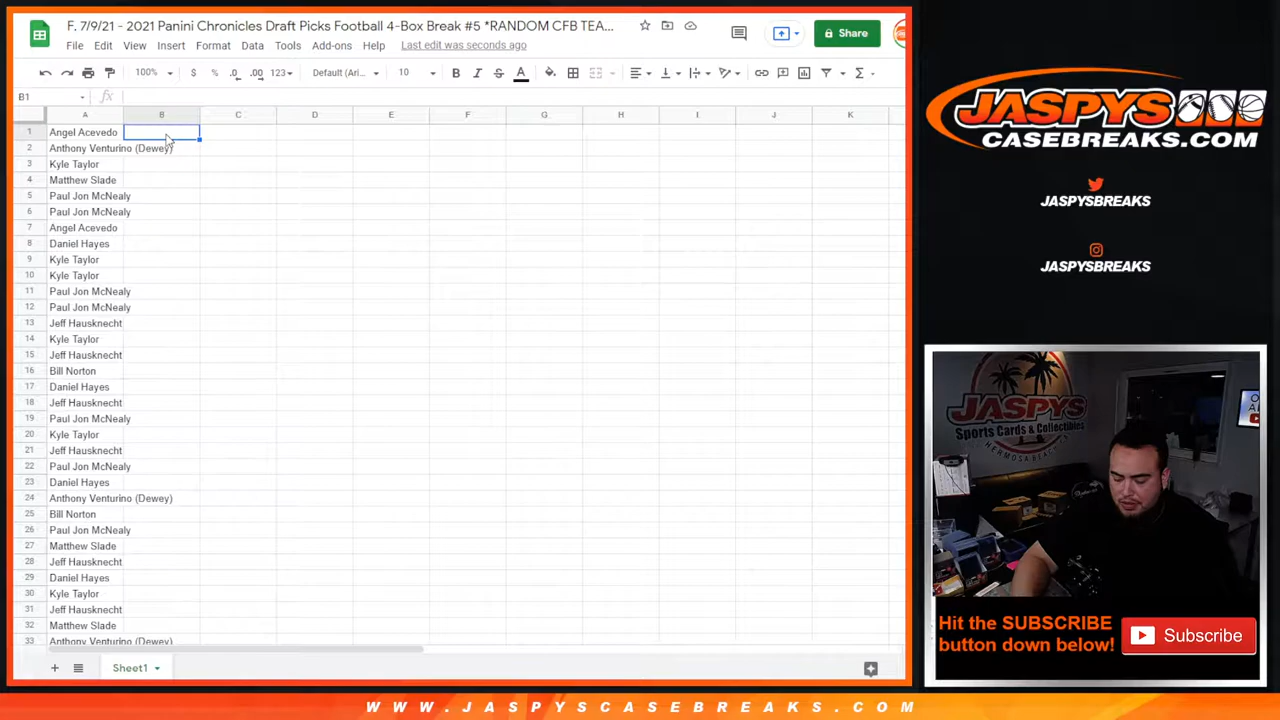 F. 7/9/21 - 2021 Panini Chronicles Draft Picks Football 4-Box Break #5 *RANDOM CFB TEA...
File Edit View Insert Format Data Tools Add-ons Help Last edit was seconds ago
Share
100% $ % .0 .00 123 Default (Ari... 10 B I S A
B1 fx
A B C D E F G H I J K
1 Angel Acevedo
2 Anthony Venturino (Dewey)
3 Kyle Taylor
4 Matthew Slade
5 Paul Jon McNealy
6 Paul Jon McNealy
7 Angel Acevedo
8 Daniel Hayes
9 Kyle Taylor
10 Kyle Taylor
11 Paul Jon McNealy
12 Paul Jon McNealy
13 Jeff Hausknecht
14 Kyle Taylor
15 Jeff Hausknecht
16 Bill Norton
17 Daniel Hayes
18 Jeff Hausknecht
19 Paul Jon McNealy
20 Kyle Taylor
21 Jeff Hausknecht
22 Paul Jon McNealy
23 Daniel Hayes
24 Anthony Venturino (Dewey)
25 Bill Norton
26 Paul Jon McNealy
27 Matthew Slade
28 Jeff Hausknecht
29 Daniel Hayes
30 Kyle Taylor
31 Jeff Hausknecht
32 Matthew Slade
33 Anthony Venturino (Dewey)
Sheet1
JASPYS
CASEBREAKS.COM
JASPYSBREAKS
JASPYSBREAKS
JASPYS
Sports Cards & Collectibles
HERMOSA BEACH
Hit the SUBSCRIBE
button down below!
Subscribe
WWW.JASPYSCASEBREAKS.COM